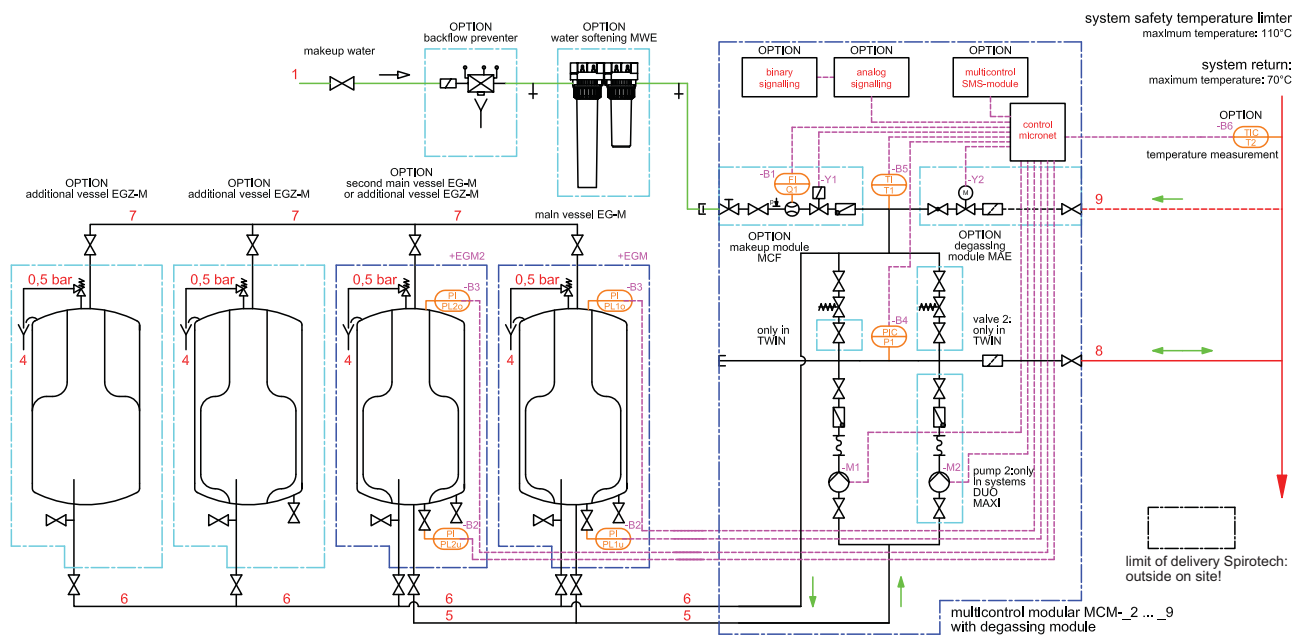 OPTION
backflow preventer
OPTION
water softening MWE
makeup water
1
system safety temperature limter
maximum temperature: 110°C
system return:
maximum temperature: 70°C
OPTION
binary
signalling
OPTION
analog
signalling
OPTION
multicontrol
SMS-module
control
micronet
OPTION
-B6
TIC
T2
temperature measurement
-B1
FI
Q1
-Y1
-B5
TI
T1
-Y2
M
P
9
OPTION
makeup module
MCF
OPTION
degassing
module MAE
OPTION
additional vessel EGZ-M
OPTION
additional vessel EGZ-M
OPTION
second main vessel EG-M
or additional vessel EGZ-M
main vessel EG-M
7
7
7
+EGM2
+EGM
0,5 bar
0,5 bar
0,5 bar
0,5 bar
-B3
PI
PL2o
-B3
PI
PL1o
4
4
4
4
only in
TWIN
-B4
PIC
P1
valve 2:
only in
TWIN
8
-M1
-M2
pump 2:only
in systems
DUO
MAXI
-B2
PI
PL2u
-B2
PI
PL1u
limit of delivery Spirotech:
outside on site!
6
6
6
6
5
5
multicontrol modular MCM-_2 ... _9
with degassing module